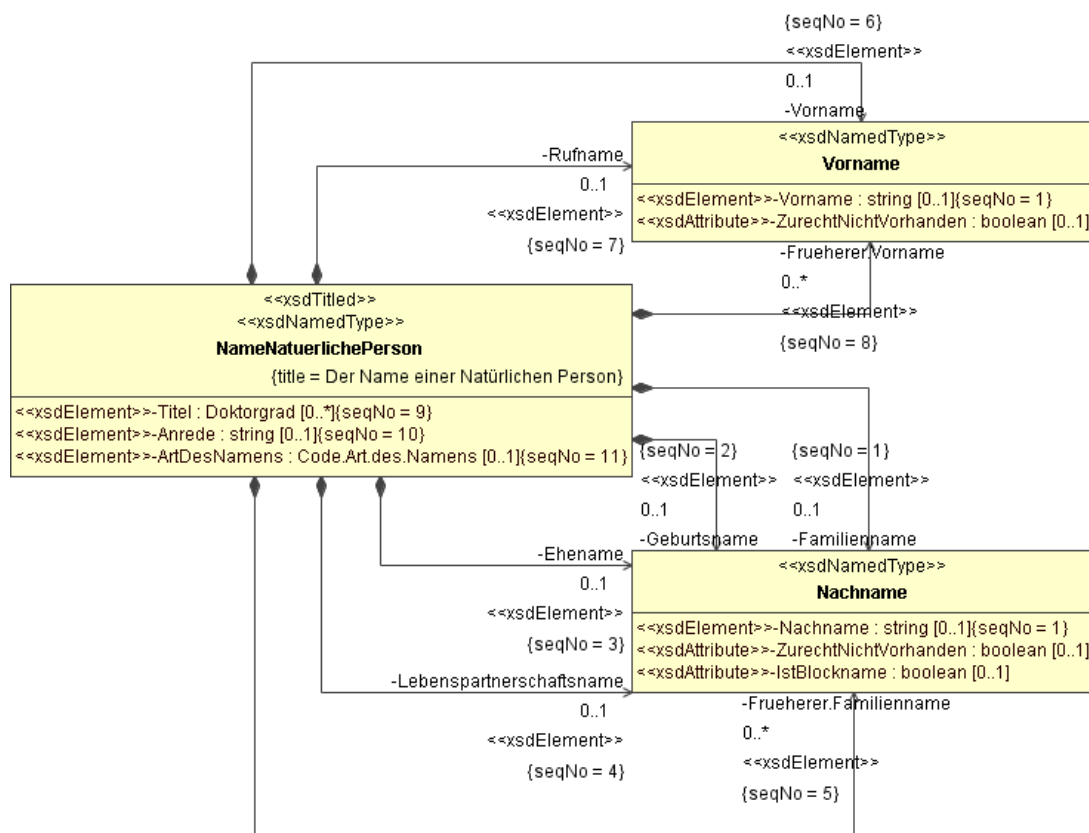 {seqNo = 6}
<<xsdElement>>
0..1
-Vorname
<<xsdNamedType>>
Vorname
<<xsdElement>>-Vorname : string [0..1]{seqNo = 1}
<<xsdAttribute>>-ZurechtNichtVorhanden : boolean [0..1]
-Rufname
0..1
<<xsdElement>>
{seqNo = 7}
-Frueherer.Vorname
0..*
<<xsdElement>>
{seqNo = 8}
<<xsdTitled>>
<<xsdNamedType>>
NameNatuerlichePerson
{title = Der Name einer Natürlichen Person}
<<xsdElement>>-Titel : Doktorgrad [0..*]{seqNo = 9}
<<xsdElement>>-Anrede : string [0..1]{seqNo = 10}
<<xsdElement>>-ArtDesNamens : Code.Art.des.Namens [0..1]{seqNo = 11}
{seqNo = 2}
<<xsdElement>>
0..1
-Geburtsname
{seqNo = 1}
<<xsdElement>>
0..1
-Familienname
<<xsdNamedType>>
Nachname
<<xsdElement>>-Nachname : string [0..1]{seqNo = 1}
<<xsdAttribute>>-ZurechtNichtVorhanden : boolean [0..1]
<<xsdAttribute>>-IstBlockname : boolean [0..1]
-Ehename
0..1
<<xsdElement>>
{seqNo = 3}
-Lebenspartnerschaftsname
0..1
<<xsdElement>>
{seqNo = 4}
-Frueherer.Familienname
0..*
<<xsdElement>>
{seqNo = 5}